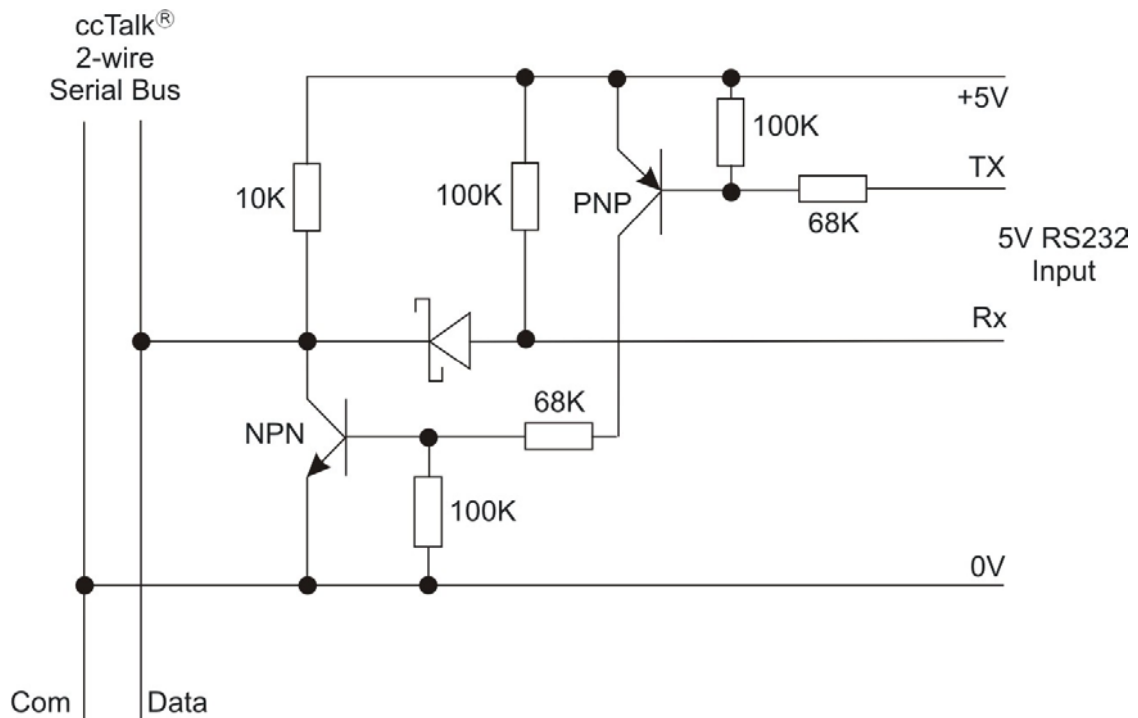 ccTalk®
2-wire
Serial Bus
+5V
100K
TX
10K
100K
PNP
68K
5V RS232
Input
Rx
68K
NPN
100K
0V
Com
Data